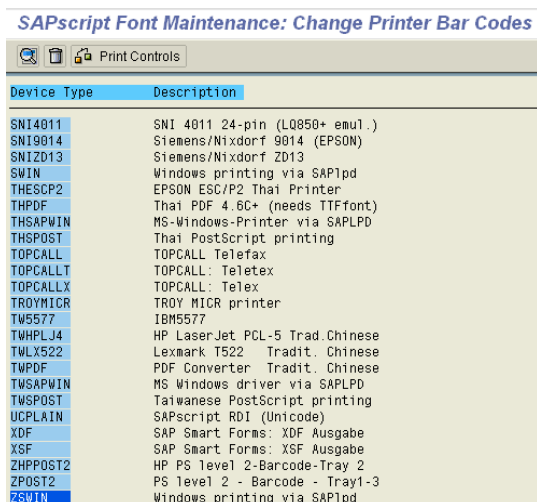 SAPscript Font Maintenance: Change Printer Bar Codes
Print Controls
Device Type Description
SNI4011 SNI 4011 24-pin (LQ850+ emul.)
SNI9014 Siemens/Nixdorf 9014 (EPSON)
SNIZD13 Siemens/Nixdorf ZD13
SWIN Windows printing via SAPlpd
THESCP2 EPSON ESC/P2 Thai Printer
THPDF Thai PDF 4.6C+ (needs TTFfont)
THSAPWIN MS-Windows-Printer via SAPLPD
THSPOST Thai PostScript printing
TOPCALL TOPCALL Telefax
TOPCALLT TOPCALL: Teletex
TOPCALLX TOPCALL: Telex
TROYMICR TROY MICR printer
TW5577 IBM5577
TWHPLJ4 HP LaserJet PCL-5 Trad.Chinese
TWLX522 Lexmark T522 Tradit. Chinese
TWPDF PDF Converter Tradit. Chinese
TWSAPWIN MS Windows driver via SAPLPD
TWSPOST Taiwanese PostScript printing
UCPLAIN SAPscript RDI (Unicode)
XDF SAP Smart Forms: XDF Ausgabe
XSF SAP Smart Forms: XSF Ausgabe
ZHPPOST2 HP PS level 2-Barcode-Tray 2
ZPOST2 PS level 2 - Barcode - Tray1-3
ZSWIN Windows printing via SAPlpd